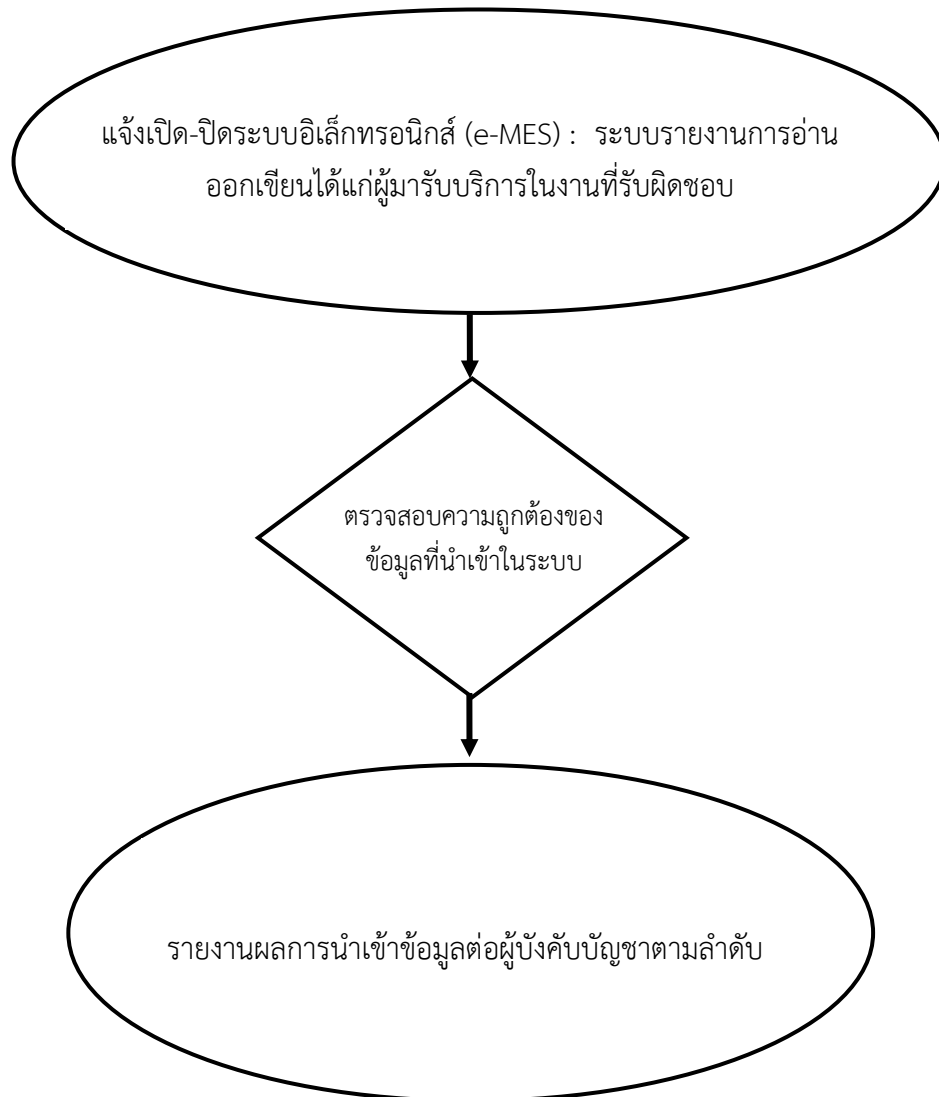 แจ้งเปิด-ปิดระบบอิเล็กทรอนิกส์ (e-MES) : ระบบรายงานการอ่าน
ออกเขียนได้แก่ผู้มารับบริการในงานที่รับผิดชอบ
ตรวจสอบความถูกต้องของ
ข้อมูลที่นำเข้าในระบบ
รายงานผลการนำเข้าข้อมูลต่อผู้บังคับบัญชาตามลำดับ